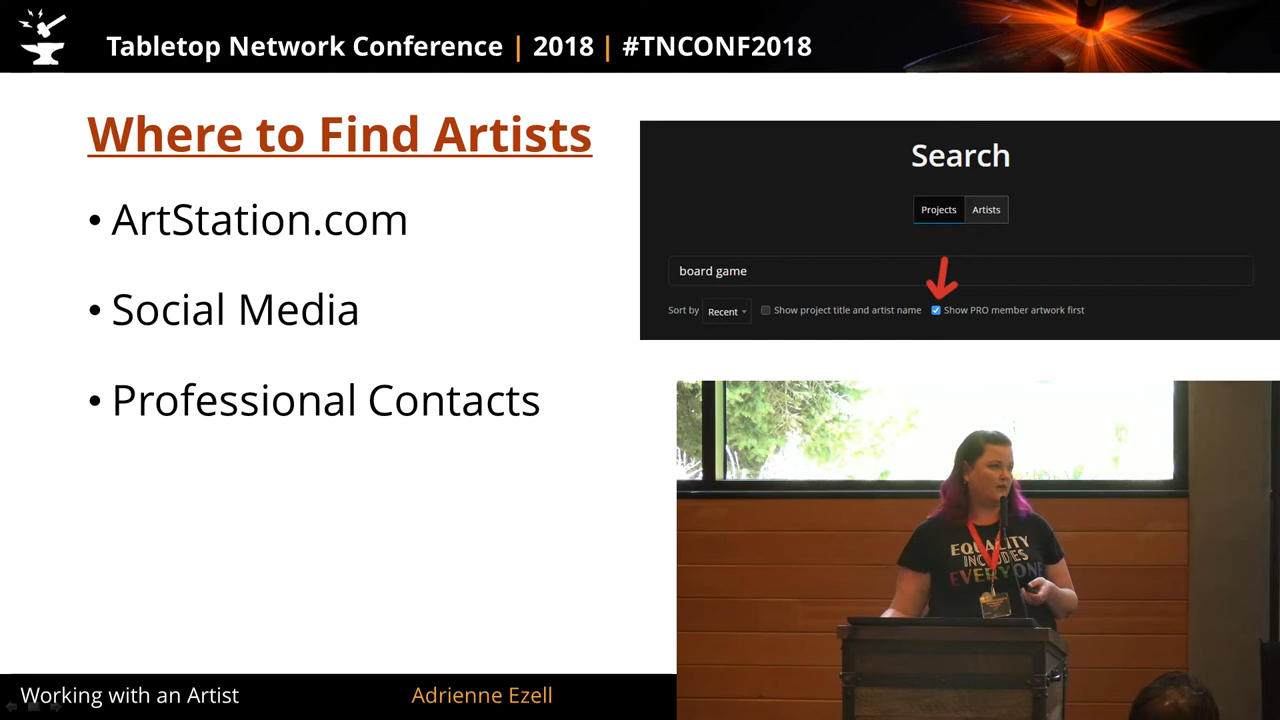 Tabletop Network Conference | 2018 | #TNCONF2018
Where to Find Artists
• ArtStation.com
• Social Media
• Professional Contacts
Search
Projects Artists
board game
Sort by Recent Show project title and artist name Show PRO member artwork first
EQUALITY
INCLUDES
EVERYONE
Working with an Artist Adrienne Ezell